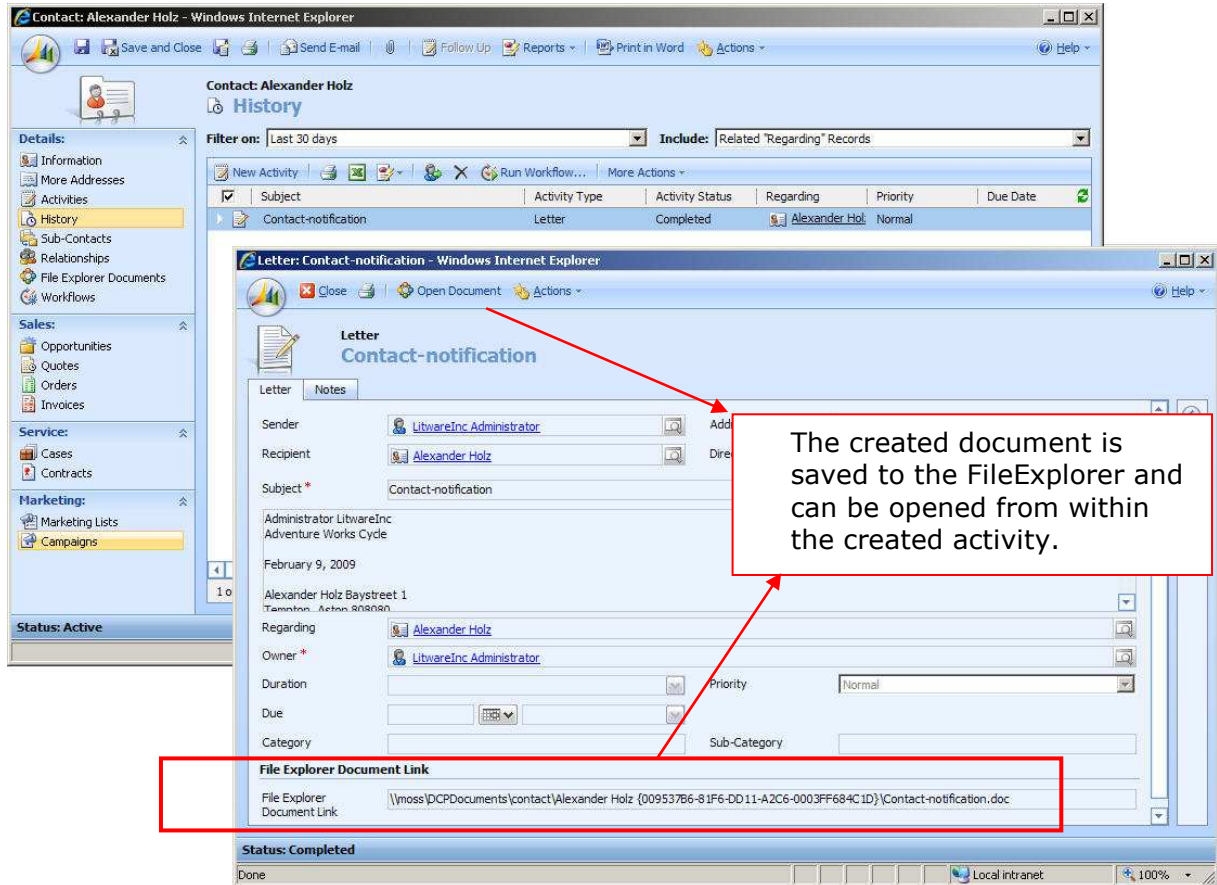 Contact: Alexander Holz - Windows Internet Explorer
Save and Close Send E-mail Follow Up Reports Print in Word Actions Help
Contact: Alexander Holz
History
Details:
Information
More Addresses
Activities
History
Sub-Contacts
Relationships
File Explorer Documents
Workflows
Sales:
Opportunities
Quotes
Orders
Invoices
Service:
Cases
Contracts
Marketing:
Marketing Lists
Campaigns
Status: Active
Filter on: Last 30 days Include: Related "Regarding" Records
New Activity Run Workflow... More Actions
Subject Activity Type Activity Status Regarding Priority Due Date
Contact-notification Letter Completed Alexander Hol Normal
1 o
Letter: Contact-notification - Windows Internet Explorer
Close Open Document Actions Help
Letter
Contact-notification
Letter Notes
Sender LitwareInc Administrator Add
Recipient Alexander Holz Dire
Subject * Contact-notification
Administrator LitwareInc
Adventure Works Cycle
February 9, 2009
Alexander Holz Baystreet 1
Tempton, Aston 808080
The created document is
saved to the FileExplorer and
can be opened from within
the created activity.
Regarding Alexander Holz
Owner * LitwareInc Administrator
Duration Priority Normal
Due
Category Sub-Category
File Explorer Document Link
File Explorer \\moss\DCPDocuments\contact\Alexander Holz {009537B6-81F6-DD11-A2C6-0003FF684C1D}\Contact-notification.doc
Document Link
Status: Completed
Done Local intranet 100%